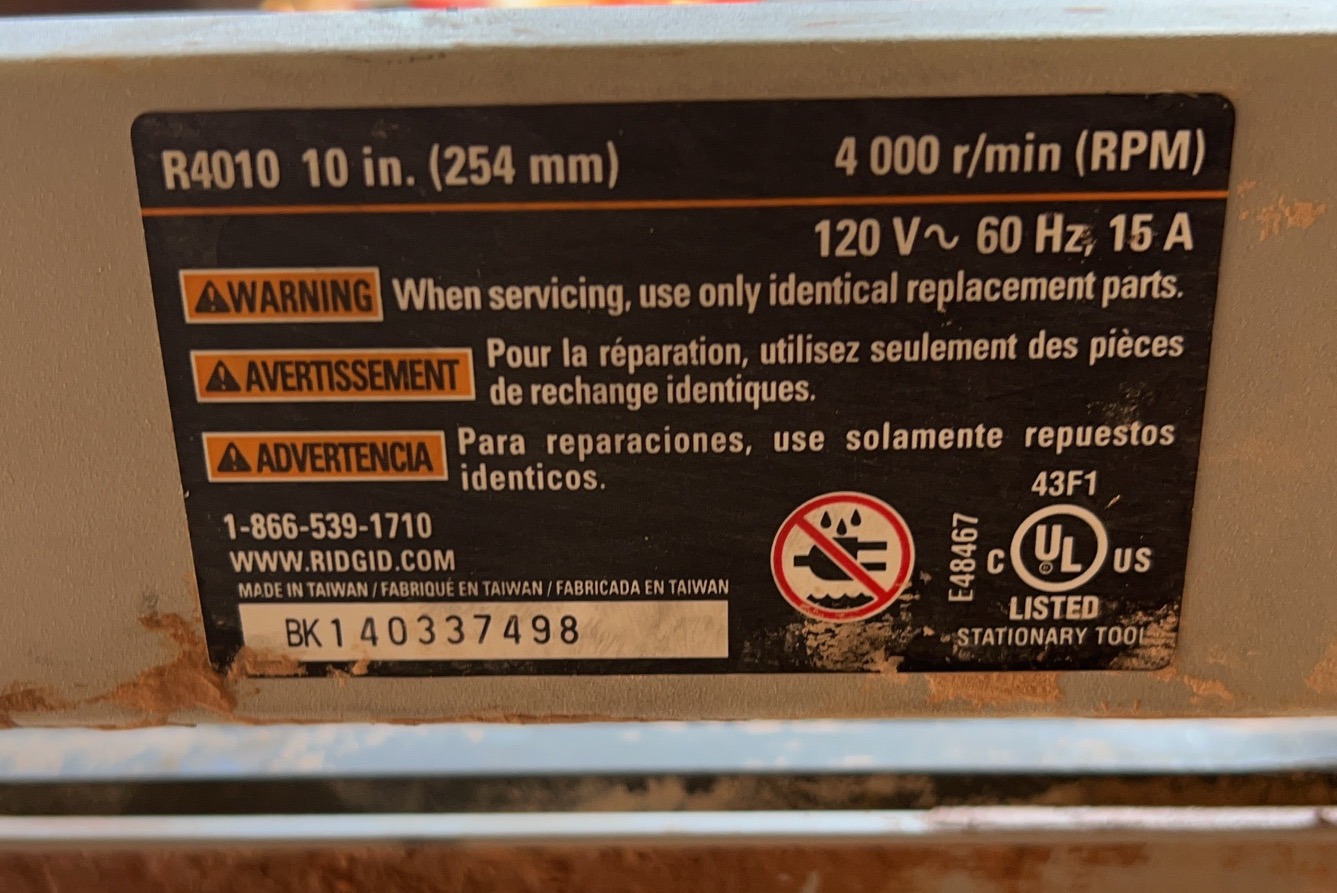 R4010 10 in. (254 mm) 4 000 r/min (RPM)
120 V~ 60 Hz, 15 A
WARNING When servicing, use only identical replacement parts.
AVERTISSEMENT Pour la réparation, utilisez seulement des pièces
de rechange identiques.
ADVERTENCIA Para reparaciones, use solamente repuestos
identicos.
43F1
1-866-539-1710
WWW.RIDGID.COM
MADE IN TAIWAN / FABRIQUÉ EN TAIWAN / FABRICADA EN TAIWAN
BK140337498
E48467
C UL US
LISTED
STATIONARY TOOL